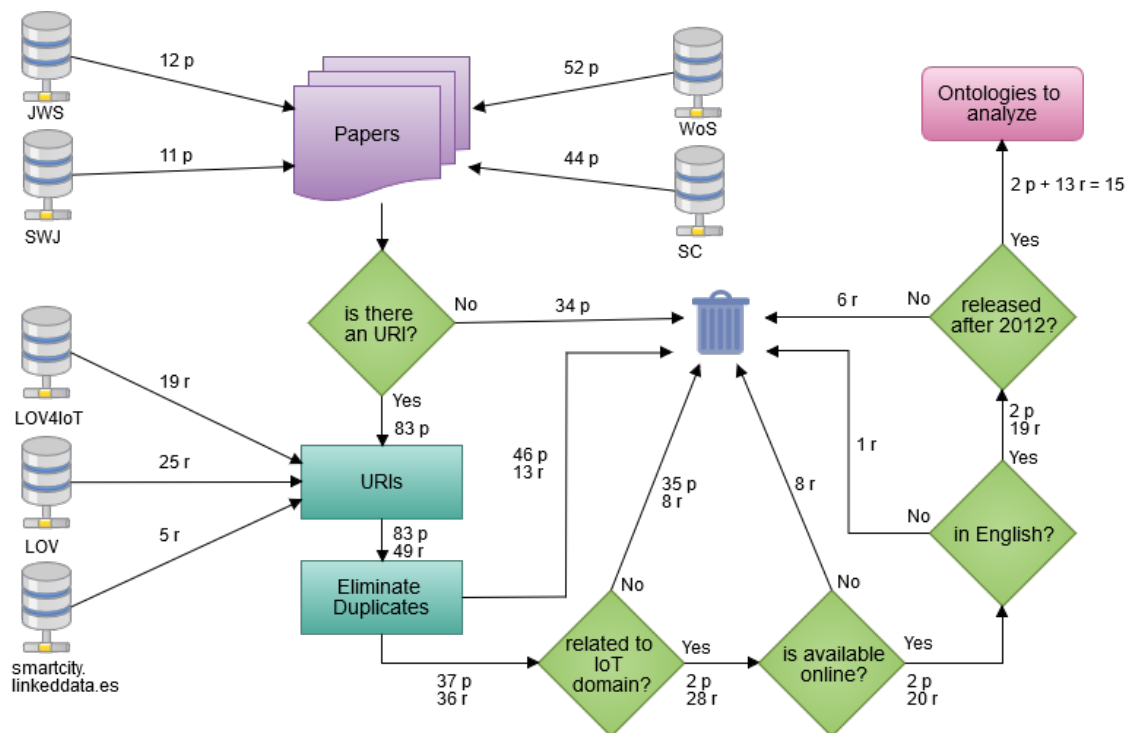 JWS
12 p
SWJ
11 p
Papers
52 p
WoS
44 p
SC
Ontologies to
analyze
2 p + 13 r = 15
Yes
is there
an URI?
No
34 p
6 r
No
released
after 2012?
Yes
83 p
LOV4IoT
19 r
LOV
25 r
smartcity.
linkeddata.es
5 r
URIs
83 p
49 r
Eliminate
Duplicates
46 p
13 r
37 p
36 r
35 p
8 r
No
related to
IoT
domain?
Yes
2 p
28 r
8 r
No
is available
online?
Yes
2 p
20 r
1 r
No
in English?
Yes
2 p
19 r